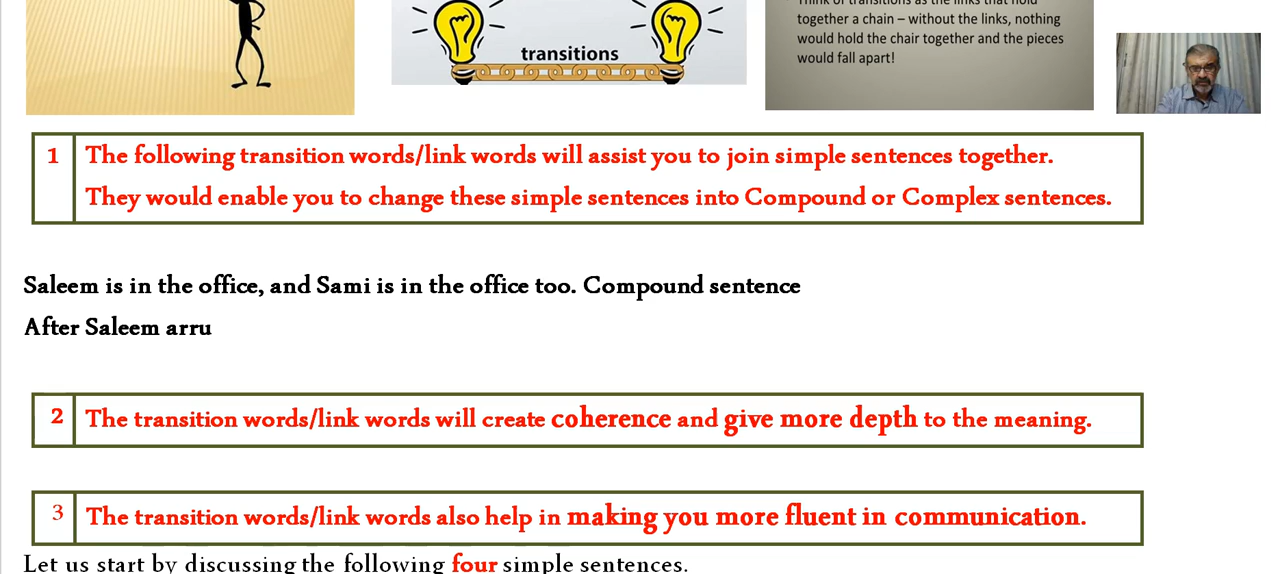 transitions
together a chain – without the links, nothing
would hold the chair together and the pieces
would fall apart!
1
The following transition words/link words will assist you to join simple sentences together.
They would enable you to change these simple sentences into Compound or Complex sentences.
Saleem is in the office, and Sami is in the office too. Compound sentence
After Saleem arru
2
The transition words/link words will create coherence and give more depth to the meaning.
3
The transition words/link words also help in making you more fluent in communication.
Let us start by discussing the following four simple sentences.